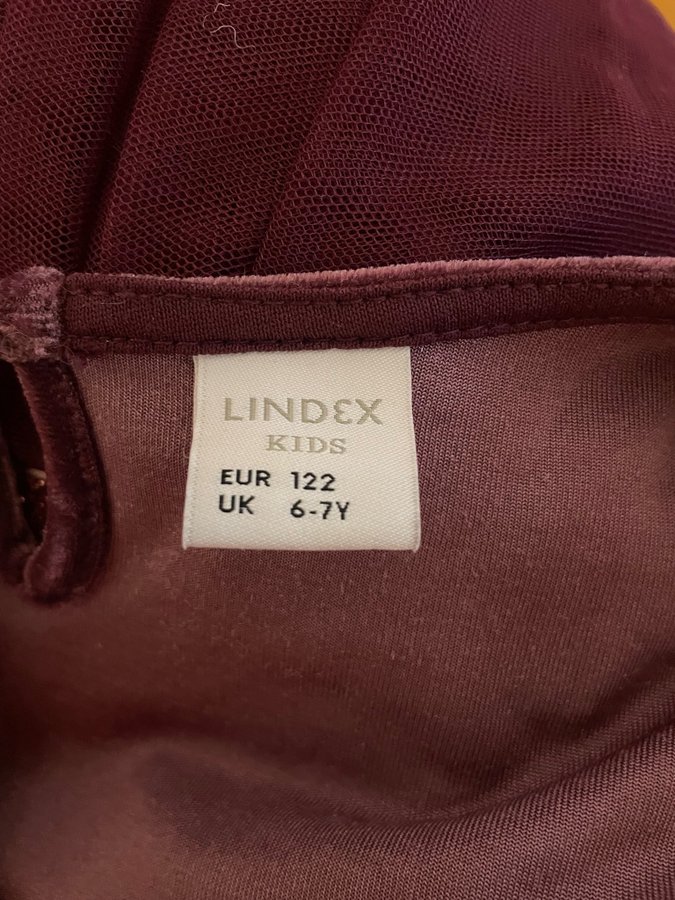 LINDEX
KIDS
EUR 122
UK 6-7Y